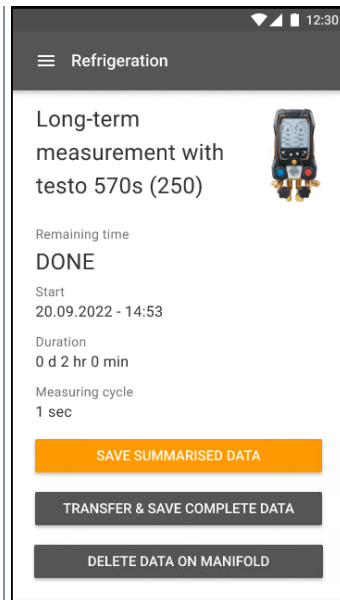 12:30
Refrigeration
Long-term
measurement with
testo 570s (250)
Remaining time
DONE
Start
20.09.2022 - 14:53
Duration
0 d 2 hr 0 min
Measuring cycle
1 sec
SAVE SUMMARISED DATA
TRANSFER & SAVE COMPLETE DATA
DELETE DATA ON MANIFOLD